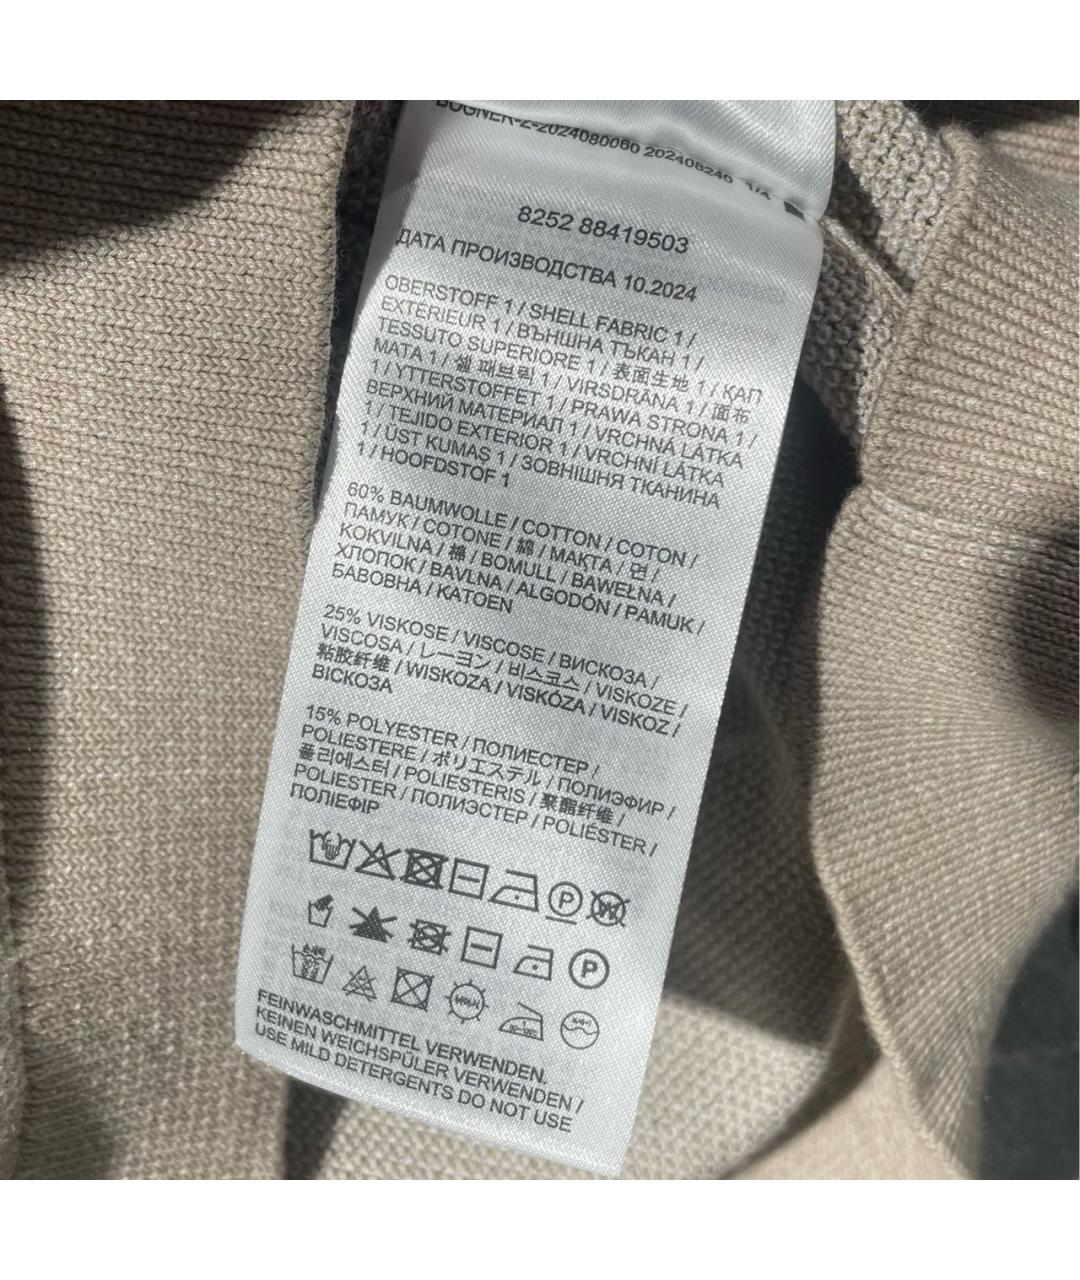 BOGNER-Z-2024080060 202408240
8252 88419503
ДАТА ПРОИЗВОДСТВА 10.2024
OBERSTOFF 1 / SHELL FABRIC 1 /
EXTERIEUR 1 / ВЪНШНА ТЪКАН 1 /
TESSUTO SUPERIORE 1 / 表面生地 1 / ҚАП
МАТА 1 / 셸 패브릭 1 / VIRSDRĀNA 1 / 面布
1 / YTTERSTOFFET 1 / PRAWA STRONA 1 /
ВЕРХНИЙ МАТЕРИАЛ 1 / VRCHNÁ LÁTKA
1 / TEJIDO EXTERIOR 1 / VRCHNÍ LÁTKA
1 / ÜST KUMAŞ 1 / ЗОВНІШНЯ ТКАНИНА
1 / HOOFDSTOF 1
60% BAUMWOLLE / COTTON / COTON /
ПАМУК / COTONE / 綿 / МАҚТА / 면 /
KOKVILNA / 棉 / BOMULL / BAWEŁNA /
ХЛОПОК / BAVLNA / ALGODÓN / PAMUK /
БАВОВНА / KATOEN
25% VISKOSE / VISCOSE / ВИСКОЗА /
VISCOSA / レーヨン / 비스코스 / VISKOZE /
粘胶纤维 / WISKOZA / VISKÓZA / VISKOZ /
ВІСКОЗА
15% POLYESTER / ПОЛИЕСТЕР /
POLIESTERE / ポリエステル / ПОЛИЭФИР /
폴리에스터 / POLIESTERIS / 聚酯纤维 /
POLIESTER / ПОЛИЭСТЕР / POLIÉSTER /
ПОЛІЕФІР
P W
P
FEINWASCHMITTEL VERWENDEN.
KEINEN WEICHSPÜLER VERWENDEN /
USE MILD DETERGENTS DO NOT USE